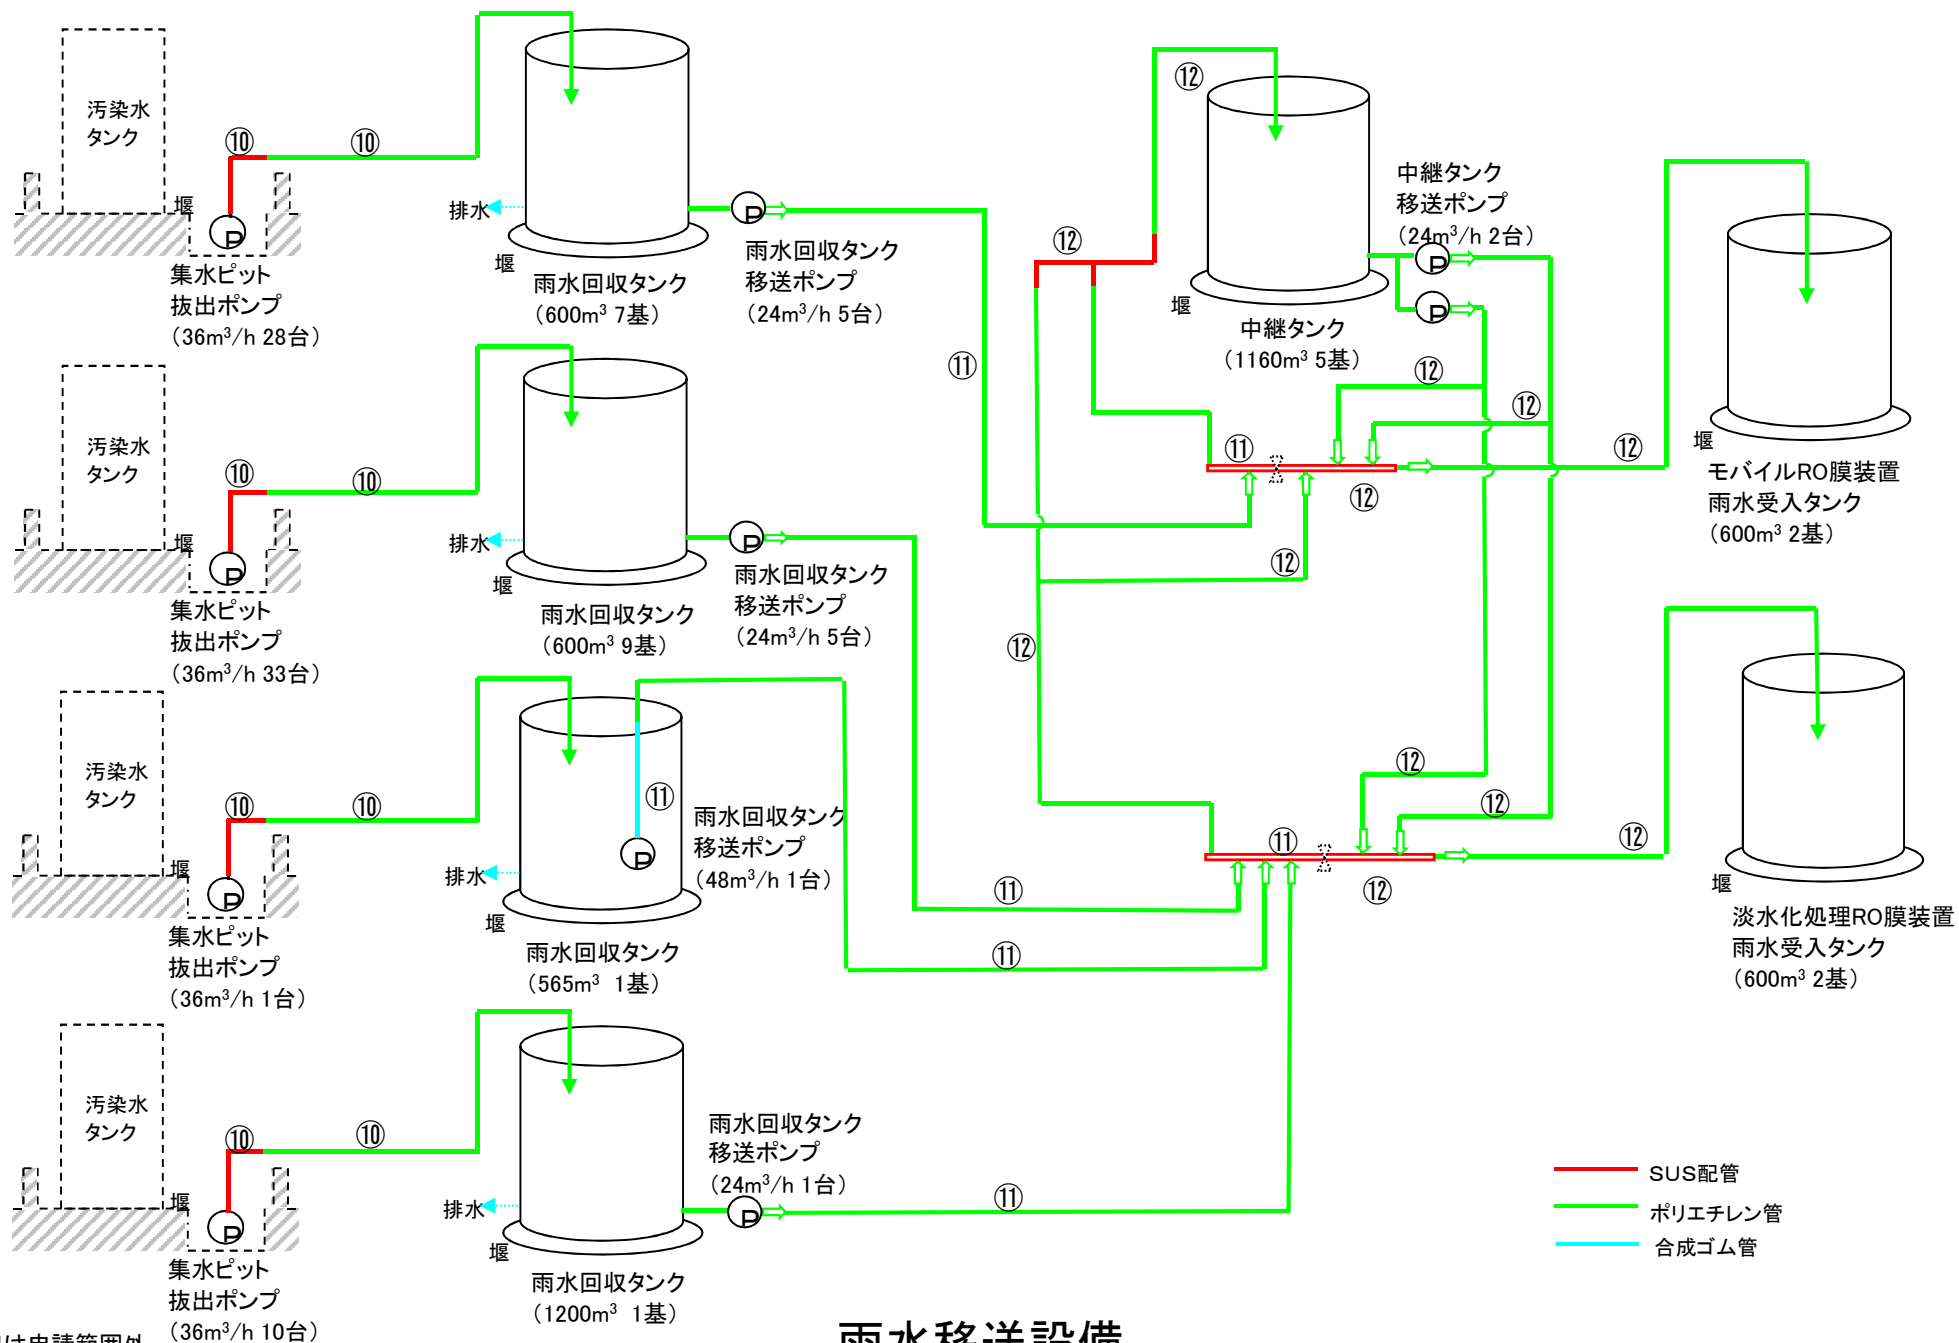 汚染水
タンク
⑩
⑩
堰
P
集水ピット
抜出ポンプ
(36m³/h 28台)
排水
堰
雨水回収タンク
(600m³ 7基)
P
雨水回収タンク
移送ポンプ
(24m³/h 5台)
⑪
汚染水
タンク
⑩
⑩
堰
P
集水ピット
抜出ポンプ
(36m³/h 33台)
排水
堰
雨水回収タンク
(600m³ 9基)
P
雨水回収タンク
移送ポンプ
(24m³/h 5台)
汚染水
タンク
⑩
⑩
堰
P
集水ピット
抜出ポンプ
(36m³/h 1台)
排水
堰
⑪
P
雨水回収タンク
(565m³ 1基)
雨水回収タンク
移送ポンプ
(48m³/h 1台)
⑪
⑪
汚染水
タンク
⑩
⑩
堰
P
集水ピット
抜出ポンプ
(36m³/h 10台)
排水
堰
雨水回収タンク
(1200m³ 1基)
雨水回収タンク
移送ポンプ
(24m³/h 1台)
P
⑪
⑫
⑫
堰
中継タンク
(1160m³ 5基)
中継タンク
移送ポンプ
(24m³/h 2台)
P
P
⑫
⑫
⑪
⑫
⑫
⑫
⑫
堰
モバイルRO膜装置
雨水受入タンク
(600m³ 2基)
⑫
⑫
⑪
⑫
⑫
堰
淡水化処理RO膜装置
雨水受入タンク
(600m³ 2基)
SUS配管
ポリエチレン管
合成ゴム管
は申請範囲外
雨水移送設備